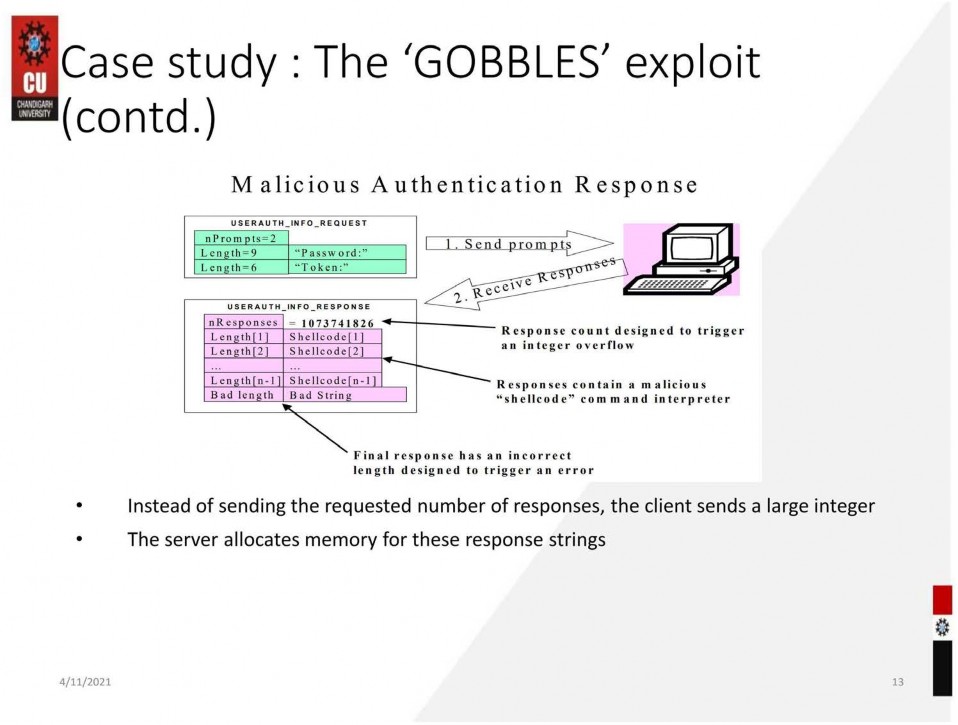 CU
CHANDIGARH
UNIVERSITY
Case study : The ‘GOBBLES’ exploit
(contd.)
Malicious Authentication Response
USERAUTH_INFO_REQUEST
nPrompts=2
Length=9 “Password:”
Length=6 “Token:”
1. Send prompts
2. Receive Responses
USERAUTH_INFO_RESPONSE
nResponses = 1073741826
Length[1] Shellcode[1]
Length[2] Shellcode[2]
... ...
Length[n-1] Shellcode[n-1]
Bad length Bad String
Response count designed to trigger
an integer overflow
Responses contain a malicious
“shellcode” command interpreter
Final response has an incorrect
length designed to trigger an error
• Instead of sending the requested number of responses, the client sends a large integer
• The server allocates memory for these response strings
4/11/2021
13